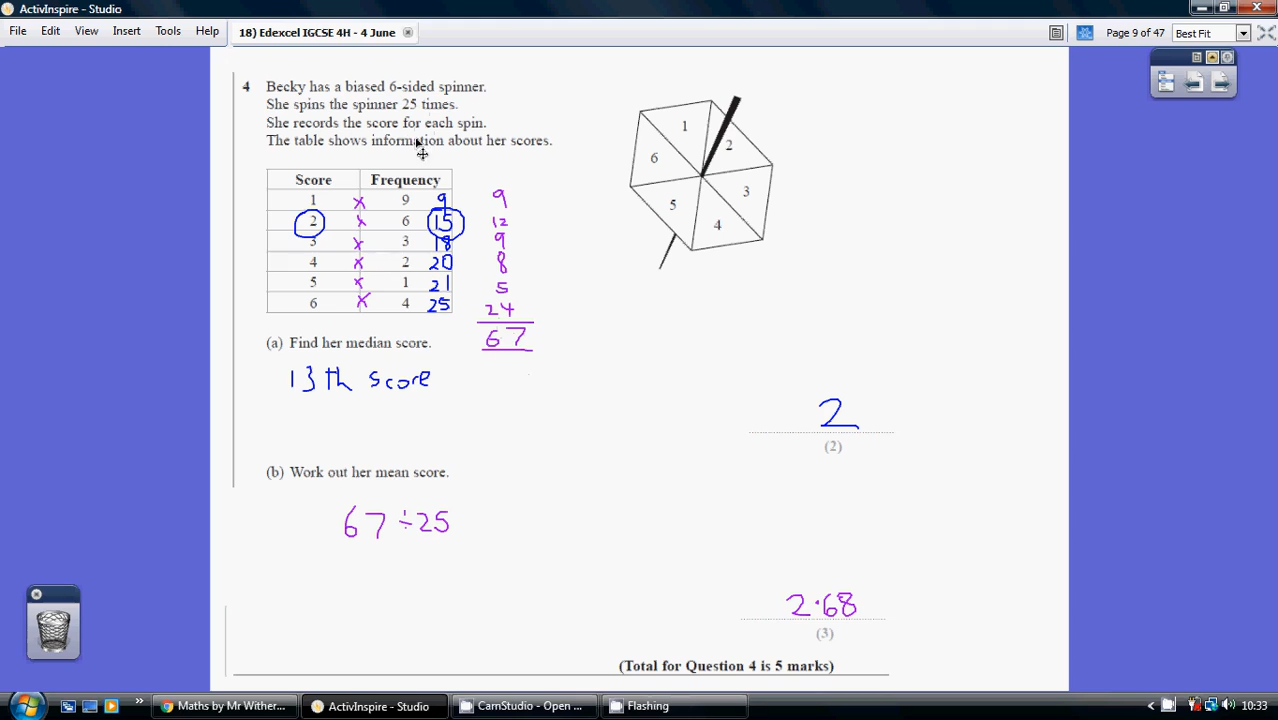 ActivInspire - Studio
File Edit View Insert Tools Help 18) Edexcel IGCSE 4H - 4 June Page 9 of 47 Best Fit
4 Becky has a biased 6-sided spinner.
She spins the spinner 25 times.
She records the score for each spin.
The table shows information about her scores.
Score Frequency
1 × 9 9 9
2 × 6 15 12
3 × 3 18 9
4 × 2 20 8
5 × 1 21 5
6 × 4 25 24
67
1
2
3
4
5
6
(a) Find her median score.
13th score
2
(2)
(b) Work out her mean score.
67 ÷ 25
2·68
(3)
(Total for Question 4 is 5 marks)
Maths by Mr Wither... ActivInspire - Studio CamStudio - Open ... Flashing 10:33